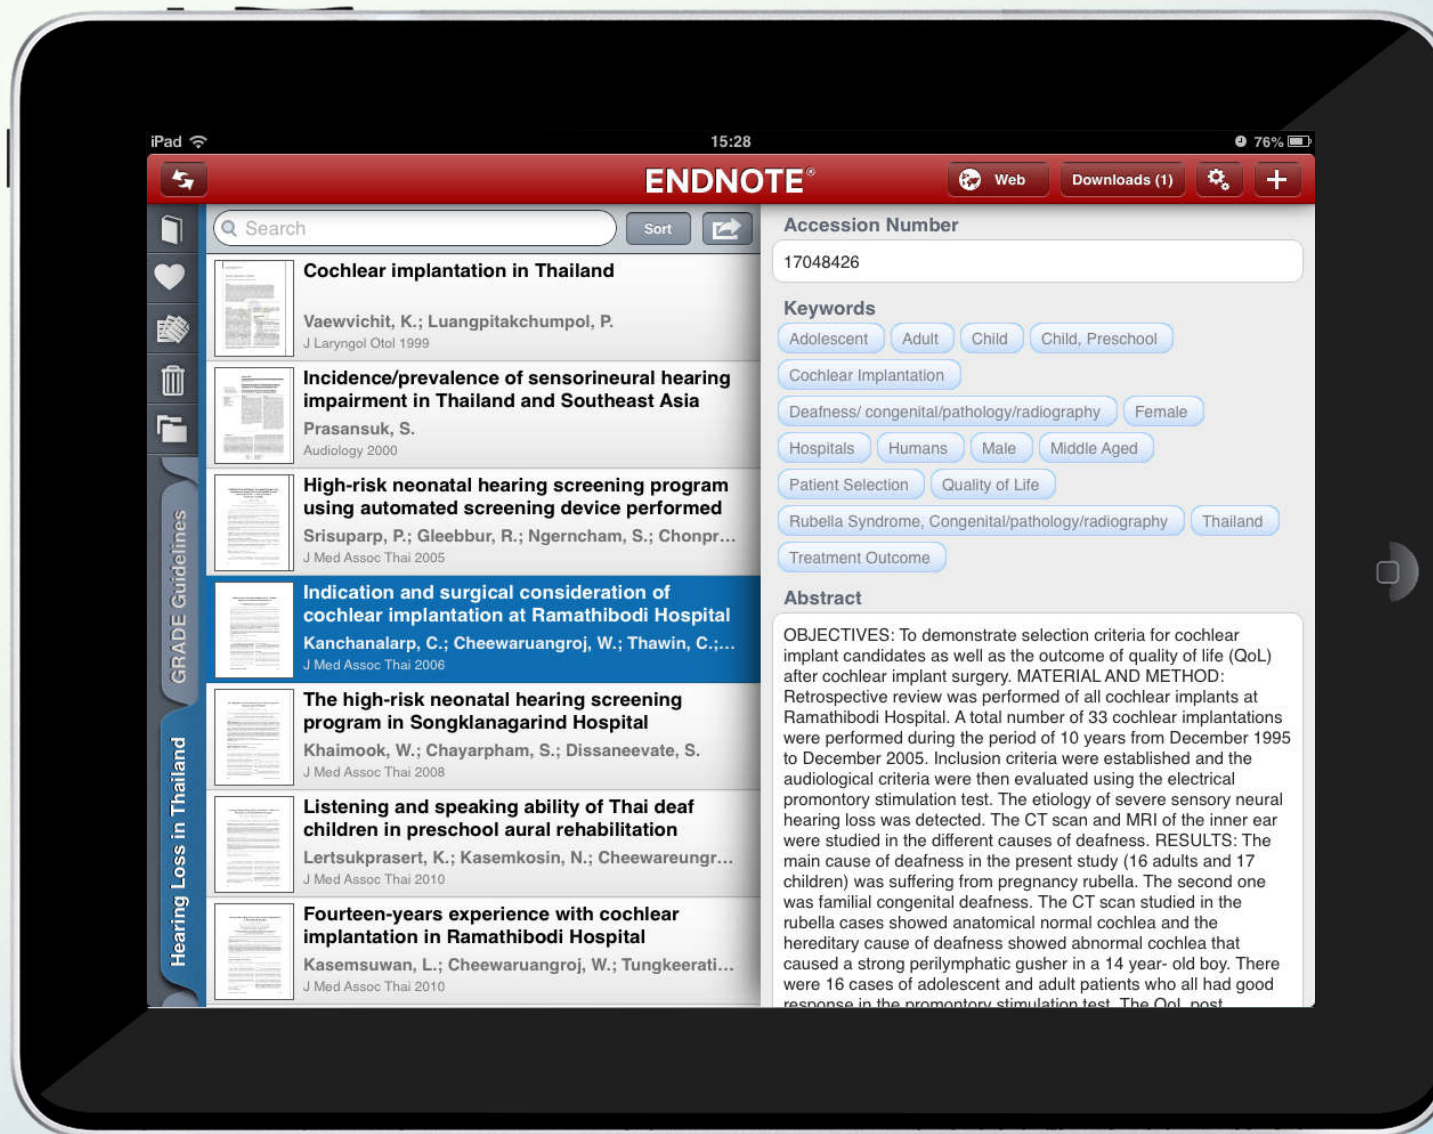 iPad 15:28 76%
ENDNOTE® Web Downloads (1)
Search Sort
Cochlear implantation in Thailand
Vaewvichit, K.; Luangpitakchumpol, P.
J Laryngol Otol 1999
Incidence/prevalence of sensorineural hearing
impairment in Thailand and Southeast Asia
Prasansuk, S.
Audiology 2000
High-risk neonatal hearing screening program
using automated screening device performed
Srisuparp, P.; Gleebbur, R.; Ngerncham, S.; Chonpr...
J Med Assoc Thai 2005
Indication and surgical consideration of
cochlear implantation at Ramathibodi Hospital
Kanchanalarp, C.; Cheewaruangroj, W.; Thawin, C.;...
J Med Assoc Thai 2006
The high-risk neonatal hearing screening
program in Songklanagarind Hospital
Khaimook, W.; Chayarpham, S.; Dissaneevate, S.
J Med Assoc Thai 2008
Listening and speaking ability of Thai deaf
children in preschool aural rehabilitation
Lertsukprasert, K.; Kasemkosin, N.; Cheewareungr...
J Med Assoc Thai 2010
Fourteen-years experience with cochlear
implantation in Ramathibodi Hospital
Kasemsuwan, L.; Cheewaruangroj, W.; Tungkeerati...
J Med Assoc Thai 2010
GRADE Guidelines
Hearing Loss in Thailand
Accession Number
17048426
Keywords
Adolescent Adult Child Child, Preschool
Cochlear Implantation
Deafness/ congenital/pathology/radiography Female
Hospitals Humans Male Middle Aged
Patient Selection Quality of Life
Rubella Syndrome, Congenital/pathology/radiography Thailand
Treatment Outcome
Abstract
OBJECTIVES: To demonstrate selection criteria for cochlear
implant candidates as well as the outcome of quality of life (QoL)
after cochlear implant surgery. MATERIAL AND METHOD:
Retrospective review was performed of all cochlear implants at
Ramathibodi Hospital. A total number of 33 cochlear implantations
were performed during the period of 10 years from December 1995
to December 2005. Inclusion criteria were established and the
audiological criteria were then evaluated using the electrical
promontory stimulation test. The etiology of severe sensory neural
hearing loss was detected. The CT scan and MRI of the inner ear
were studied in the different causes of deafness. RESULTS: The
main cause of deafness in the present study (16 adults and 17
children) was suffering from pregnancy rubella. The second one
was familial congenital deafness. The CT scan studied in the
rubella cases showed anatomical normal cochlea and the
hereditary cause of deafness showed abnormal cochlea that
caused a strong perilymphatic gusher in a 14 year- old boy. There
were 16 cases of adolescent and adult patients who all had good
response in the promontory stimulation test. The QoL post